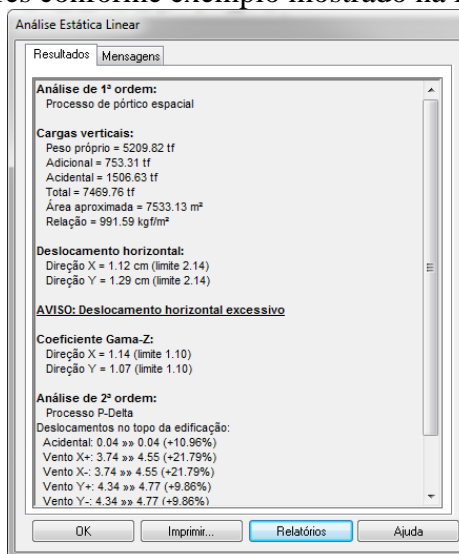 Análise Estática Linear
Resultados Mensagens
Análise de 1ª ordem:
Processo de pórtico espacial
Cargas verticais:
Peso próprio = 5209.82 tf
Adicional = 753.31 tf
Acidental = 1506.63 tf
Total = 7469.76 tf
Área aproximada = 7533.13 m²
Relação = 991.59 kgf/m²
Deslocamento horizontal:
Direção X = 1.12 cm (limite 2.14)
Direção Y = 1.29 cm (limite 2.14)
AVISO: Deslocamento horizontal excessivo
Coeficiente Gama-Z:
Direção X = 1.14 (limite 1.10)
Direção Y = 1.07 (limite 1.10)
Análise de 2ª ordem:
Processo P-Delta
Deslocamentos no topo da edificação:
Acidental: 0.04 »» 0.04 (+10.96%)
Vento X+: 3.74 »» 4.55 (+21.79%)
Vento X-: 3.74 »» 4.55 (+21.79%)
Vento Y+: 4.34 »» 4.77 (+9.86%)
Vento Y-: 4.34 »» 4.77 (+9.86%)
OK Imprimir... Relatórios Ajuda